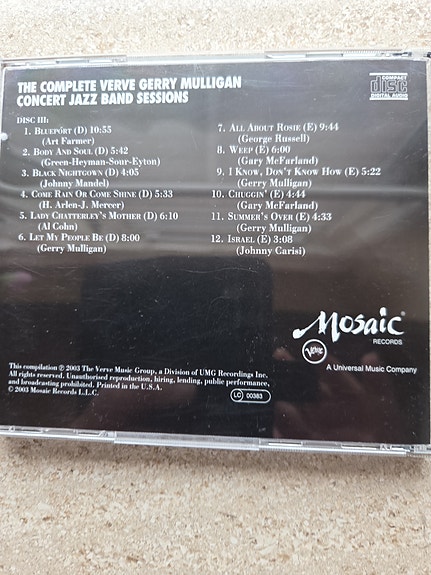 THE COMPLETE VERVE GERRY MULLIGAN
CONCERT JAZZ BAND SESSIONS
COMPACT
disc
DIGITAL AUDIO
DISC III:
1. BLUEPORT (D) 10:55
(Art Farmer)
2. BODY AND SOUL (D) 5:42
(Green-Heyman-Sour-Eyton)
3. BLACK NIGHTGOWN (D) 4:05
(Johnny Mandel)
4. COME RAIN OR COME SHINE (D) 5:33
(H. Arlen-J. Mercer)
5. LADY CHATTERLEY'S MOTHER (D) 6:10
(Al Cohn)
6. LET MY PEOPLE BE (D) 8:00
(Gerry Mulligan)
7. ALL ABOUT ROSIE (E) 9:44
(George Russell)
8. WEEP (E) 6:00
(Gary McFarland)
9. I KNOW, DON'T KNOW HOW (E) 5:22
(Gerry Mulligan)
10. CHUGGIN' (E) 4:44
(Gary McFarland)
11. SUMMER'S OVER (E) 4:33
(Gerry Mulligan)
12. ISRAEL (E) 3:08
(Johnny Carisi)
Mosaic
RECORDS
Verve
A Universal Music Company
This compilation ℗ 2003 The Verve Music Group, a Division of UMG Recordings Inc.
All rights reserved. Unauthorised reproduction, hiring, lending, public performance,
and broadcasting prohibited. Printed in the U.S.A.
© 2003 Mosaic Records L.L.C.
LC 00383